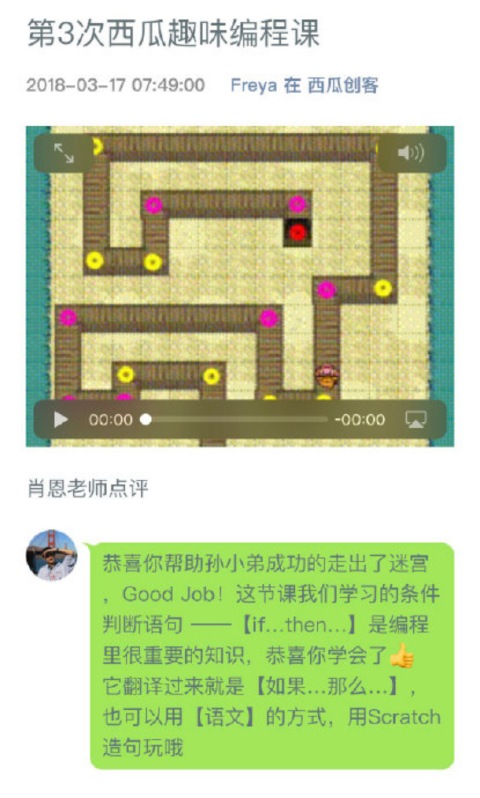 第3次西瓜趣味编程课
2018-03-17 07:49:00 Freya 在 西瓜创客
00:00 -00:00
肖恩老师点评
恭喜你帮助孙小弟成功的走出了迷宫
，Good Job！这节课我们学习的条件
判断语句 ——【if...then...】是编程
里很重要的知识，恭喜你学会了👍
它翻译过来就是【如果...那么...】，
也可以用【语文】的方式，用Scratch
造句玩哦